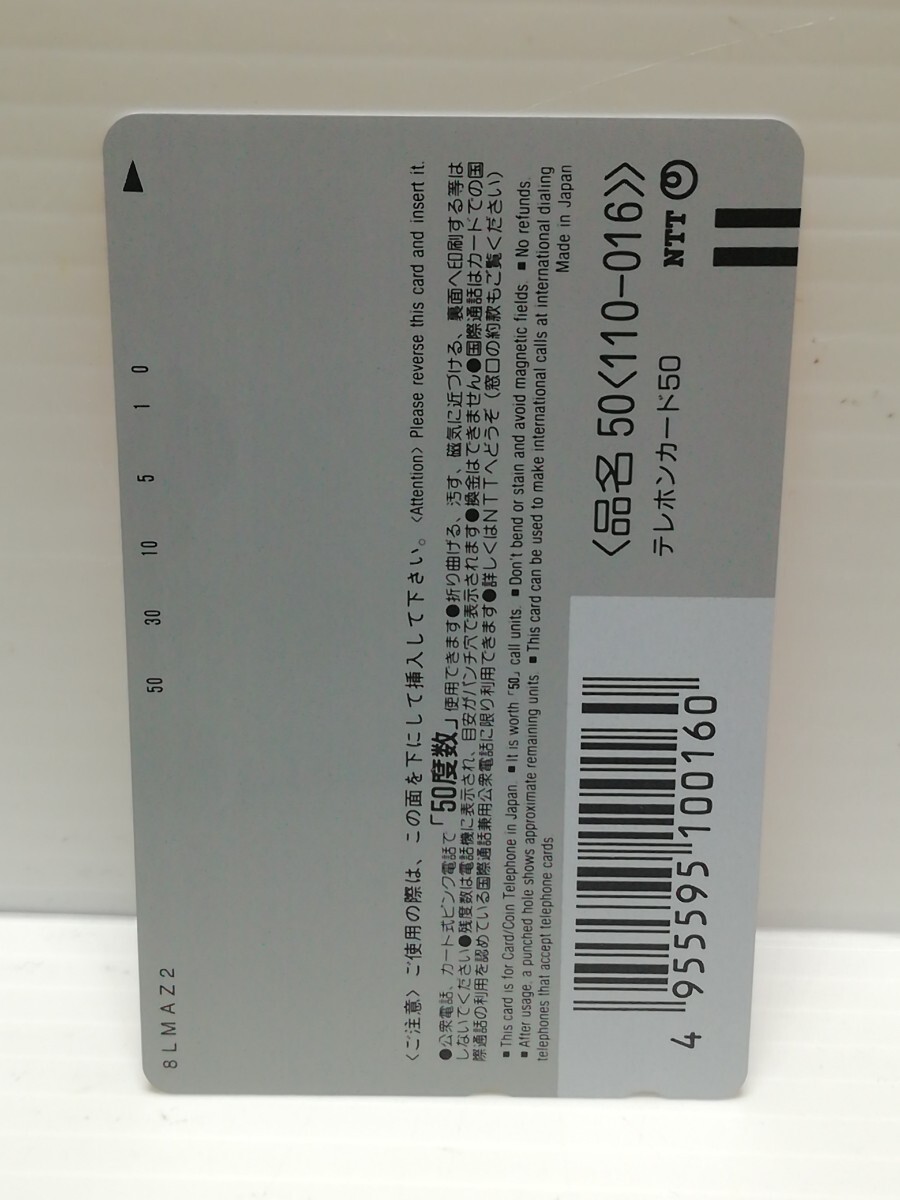 8LMAZ2
50 30 10 5 1 0
〈ご注意〉 ご使用の際は、この面を下にして挿入して下さい。〈Attention〉Please reverse this card and insert it.
●公衆電話、カード式ピンク電話で「50度数」使用できます●折り曲げる、汚す、磁気に近づける、裏面へ印刷する等は
しないでください●残度数は電話機に表示され、目安がパンチ穴で表示されます●換金はできません●国際通話はカードでの国
際通話の利用を認めている国際通話兼用公衆電話に限り利用できます●詳しくはNTTへどうぞ（窓口の約款もご覧ください）
■This card is for Card/Coin Telephone in Japan. ■It is worth「50」call units. ■Don't bend or stain and avoid magnetic fields. ■No refunds.
■After usage, a punched hole shows approximate remaining units ■This card can be used to make international calls at international dialing
telephones that accept telephone cards
Made in Japan
〈品名 50〈110-016〉〉
テレホンカード50
NTT
4 955595 100160